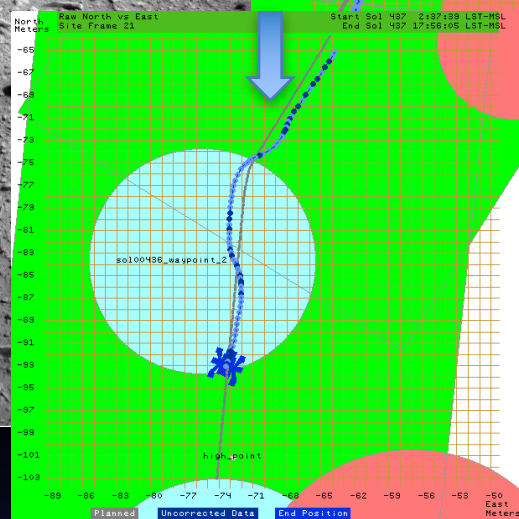 North
Meters
Raw North vs East
Site Frame 21
Start Sol 437 2:37:39 LST-MSL
End Sol 437 17:56:05 LST-MSL
-65
-67
-69
-71
-73
-75
-77
-79
-81
-83
-85
-87
-89
-91
-93
-95
-97
-99
-101
-103
sol00436_waypoint_2
high_point
-89 -86 -83 -80 -77 -74 -71 -68 -65 -62 -59 -56 -53 -50
East
Meters
Planned Uncorrected Data End Position